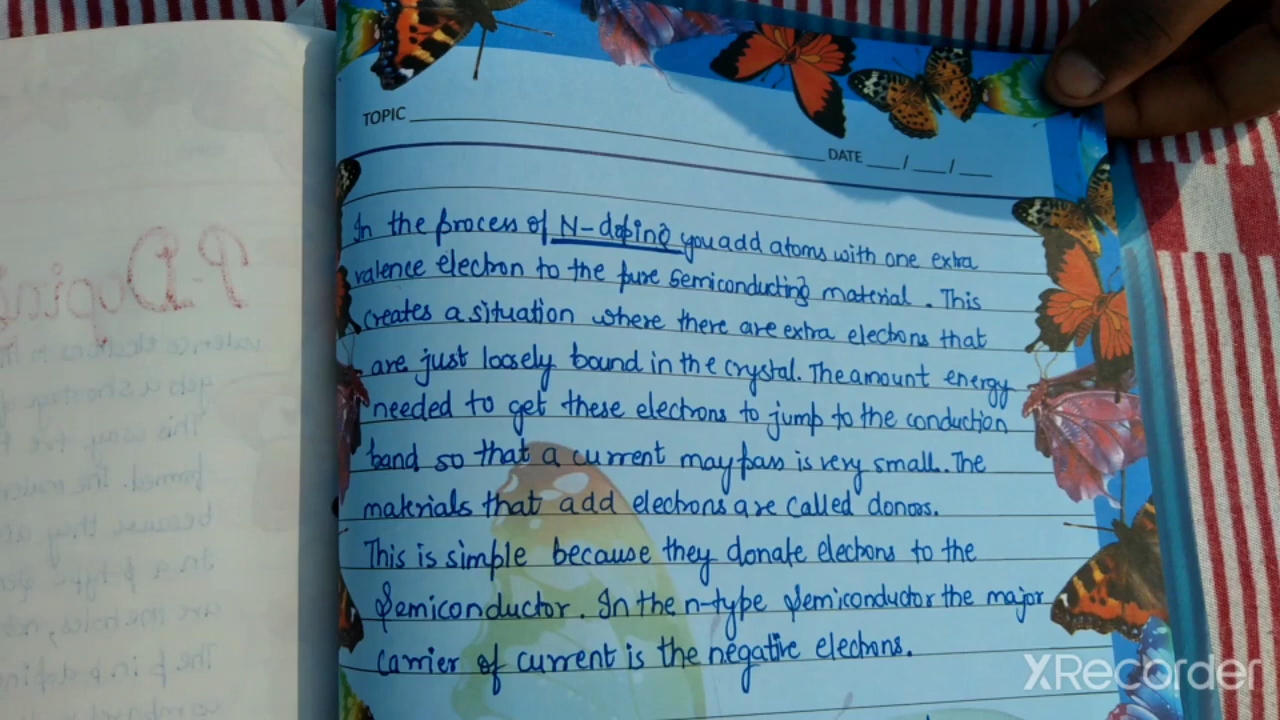 TOPIC
DATE / /
In the process of N-doping you add atoms with one extra
valence electron to the pure semiconducting material. This
creates a situation where there are extra electrons that
are just loosely bound in the crystal. The amount energy
needed to get these electrons to jump to the conduction
band so that a current may pass is very small. The
materials that add electrons are called donors.
This is simple because they donate electrons to the
Semiconductor. In the n-type Semiconductor the major
carrier of current is the negative electrons.
P-Doping
XRecorder